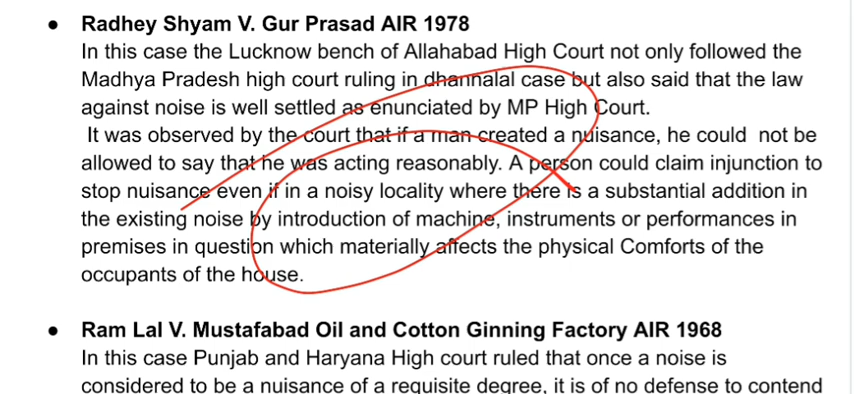 • Radhey Shyam V. Gur Prasad AIR 1978
In this case the Lucknow bench of Allahabad High Court not only followed the
Madhya Pradesh high court ruling in dhannalal case but also said that the law
against noise is well settled as enunciated by MP High Court.
It was observed by the court that if a man created a nuisance, he could not be
allowed to say that he was acting reasonably. A person could claim injunction to
stop nuisance even if in a noisy locality where there is a substantial addition in
the existing noise by introduction of machine, instruments or performances in
premises in question which materially affects the physical Comforts of the
occupants of the house.
• Ram Lal V. Mustafabad Oil and Cotton Ginning Factory AIR 1968
In this case Punjab and Haryana High court ruled that once a noise is
considered to be a nuisance of a requisite degree, it is of no defense to contend